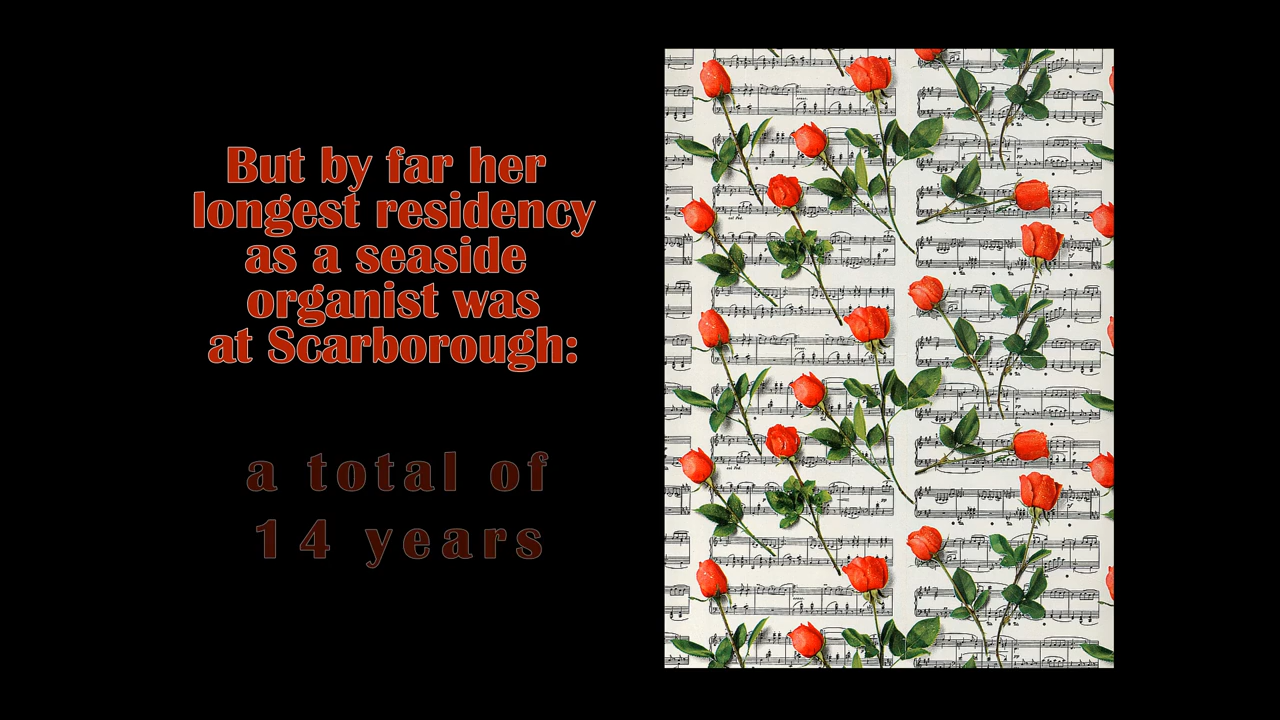 But by far her
longest residency
as a seaside
organist was
at Scarborough:
a total of
14 years